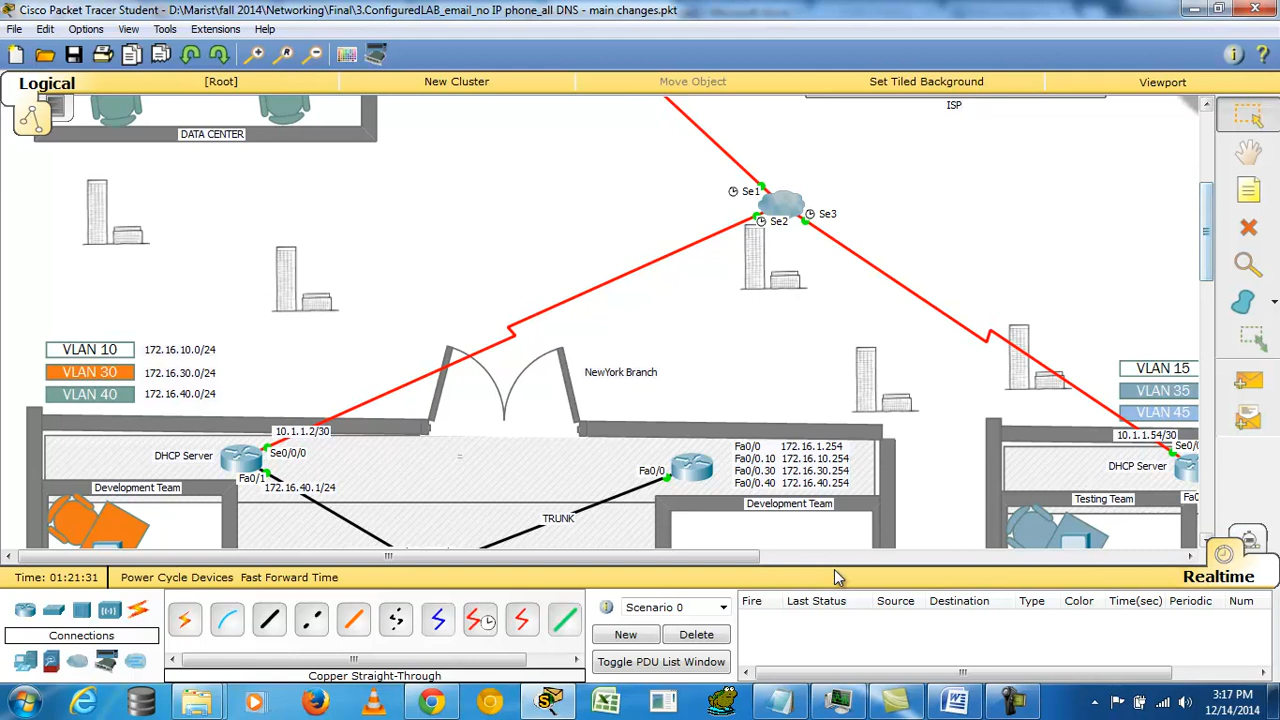 Cisco Packet Tracer Student - D:\Marist\fall 2014\Networking\Final\3.ConfiguredLAB_email_no IP phone_all DNS - main changes.pkt
File Edit Options View Tools Extensions Help
Logical [Root] New Cluster Move Object Set Tiled Background Viewport
ISP
DATA CENTER
Se1
Se3
Se2
VLAN 10 172.16.10.0/24
VLAN 30 172.16.30.0/24
VLAN 40 172.16.40.0/24
NewYork Branch
VLAN 15
VLAN 35
VLAN 45
10.1.1.2/30
10.1.1.54/30
DHCP Server Se0/0/0
Fa0/1
172.16.40.1/24
Fa0/0
Fa0/0 172.16.1.254
Fa0/0.10 172.16.10.254
Fa0/0.30 172.16.30.254
Fa0/0.40 172.16.40.254
DHCP Server
Se0/
Fa0
Development Team
TRUNK
Development Team
Testing Team
Time: 01:21:31 Power Cycle Devices Fast Forward Time
Realtime
Connections
Copper Straight-Through
Scenario 0
New Delete
Toggle PDU List Window
Fire Last Status Source Destination Type Color Time(sec) Periodic Num
3:17 PM
12/14/2014